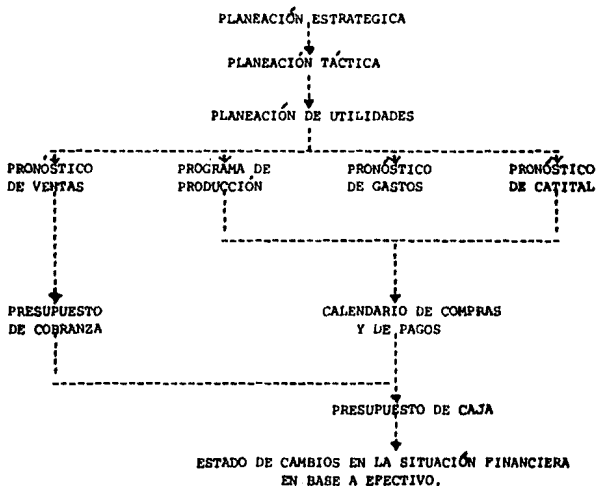 PLANEACIÓN ESTRATEGICA
PLANEACIÓN TÁCTICA
PLANEACIÓN DE UTILIDADES
PRONÓSTICO
DE VENTAS
PROGRAMA DE
PRODUCCIÓN
PRONÓSTICO
DE GASTOS
PRONÓSTICO
DE CATITAL
PRESUPUESTO
DE COBRANZA
CALENDARIO DE COMPRAS
Y DE PAGOS
PRESUPUESTO DE CAJA
ESTADO DE CAMBIOS EN LA SITUACIÓN FINANCIERA
EN BASE A EFECTIVO.